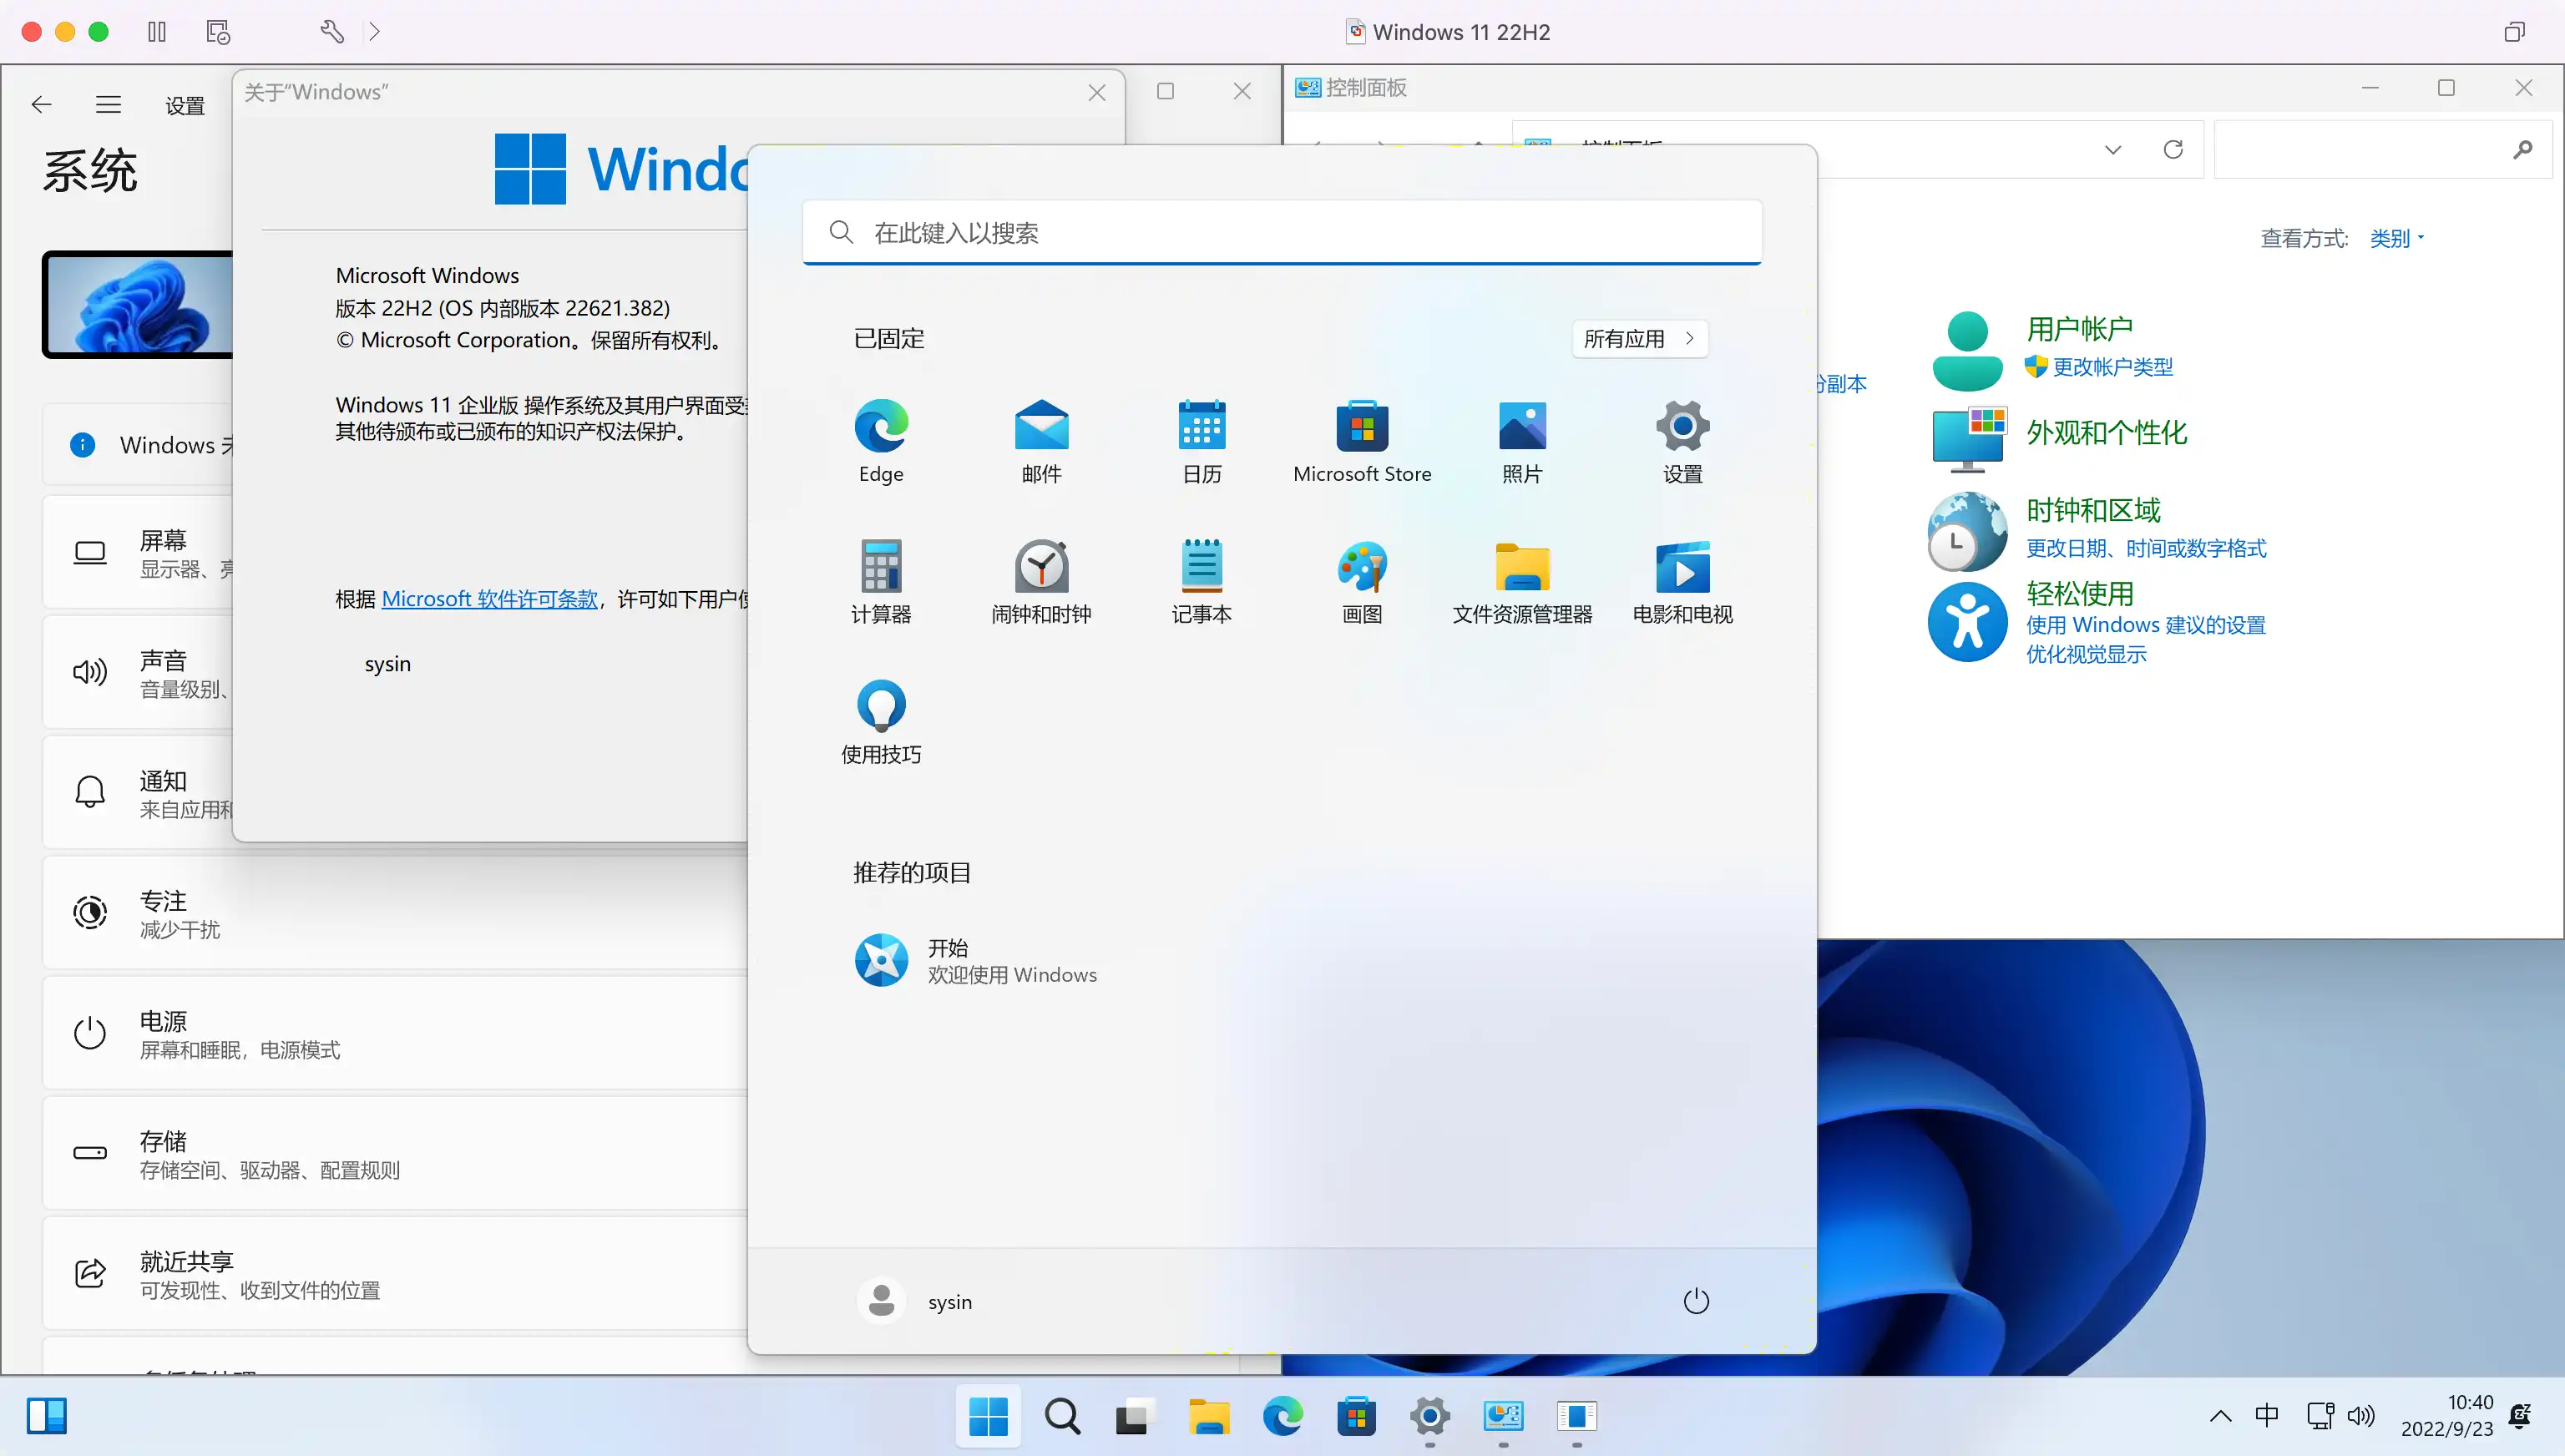 Windows 11 22H2
设置
系统
Windows
屏幕
显示器、
声音
音量级别、
通知
来自应用和
专注
减少干扰
电源
屏幕和睡眠，电源模式
存储
存储空间、驱动器、配置规则
就近共享
可发现性、收到文件的位置
关于“Windows”
Microsoft Windows
版本 22H2 (OS 内部版本 22621.382)
© Microsoft Corporation。保留所有权利。
Windows 11 企业版 操作系统及其用户界面受
其他待颁布或已颁布的知识产权法保护。
根据 Microsoft 软件许可条款，许可如下用户使
sysin
控制面板
控制面板
查看方式: 类别
份副本
用户帐户
更改帐户类型
外观和个性化
时钟和区域
更改日期、时间或数字格式
轻松使用
使用 Windows 建议的设置
优化视觉显示
在此键入以搜索
已固定
所有应用
Edge
邮件
日历
Microsoft Store
照片
设置
计算器
闹钟和时钟
记事本
画图
文件资源管理器
电影和电视
使用技巧
推荐的项目
开始
欢迎使用 Windows
sysin
中
10:40
2022/9/23